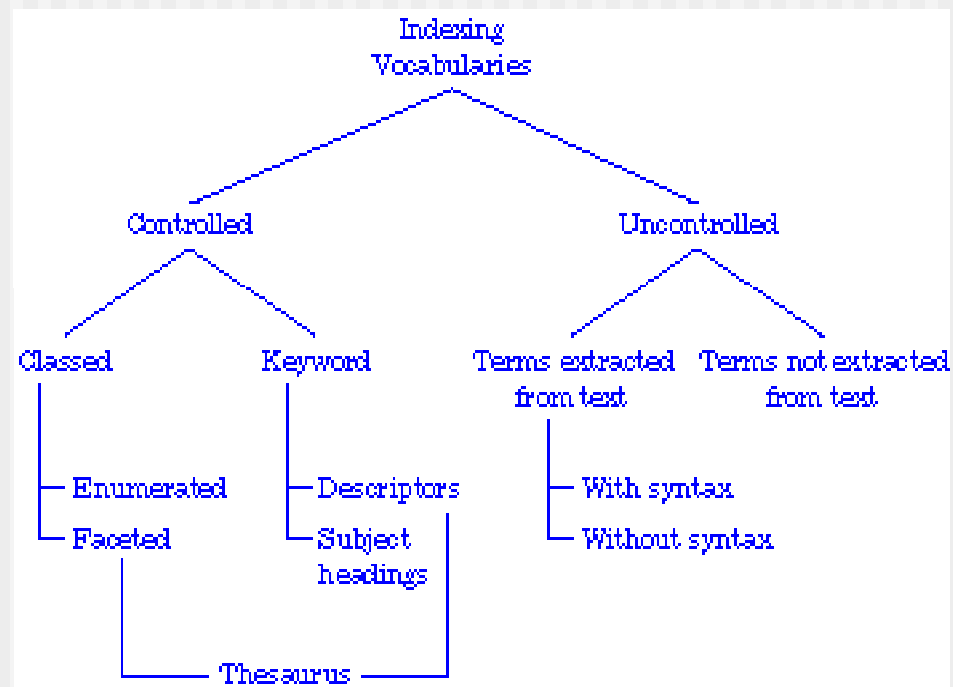 Indexing
Vocabularies
Controlled
Uncontrolled
Classed
Keyword
Terms extracted
from text
Terms not extracted
from text
Enumerated
Descriptors
With syntax
Faceted
Subject
headings
Without syntax
Thesaurus